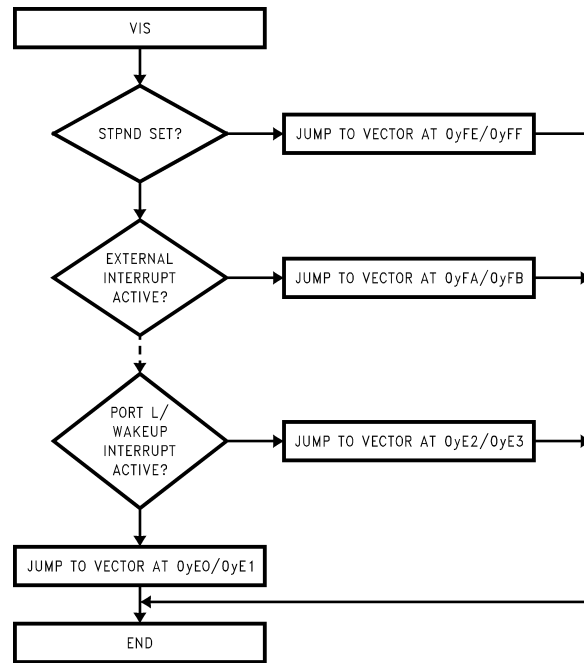 VIS
STPND SET?
JUMP TO VECTOR AT 0yFE/0yFF
EXTERNAL
INTERRUPT
ACTIVE?
JUMP TO VECTOR AT 0yFA/0yFB
PORT L/
WAKEUP
INTERRUPT
ACTIVE?
JUMP TO VECTOR AT 0yE2/0yE3
JUMP TO VECTOR AT 0yE0/0yE1
END